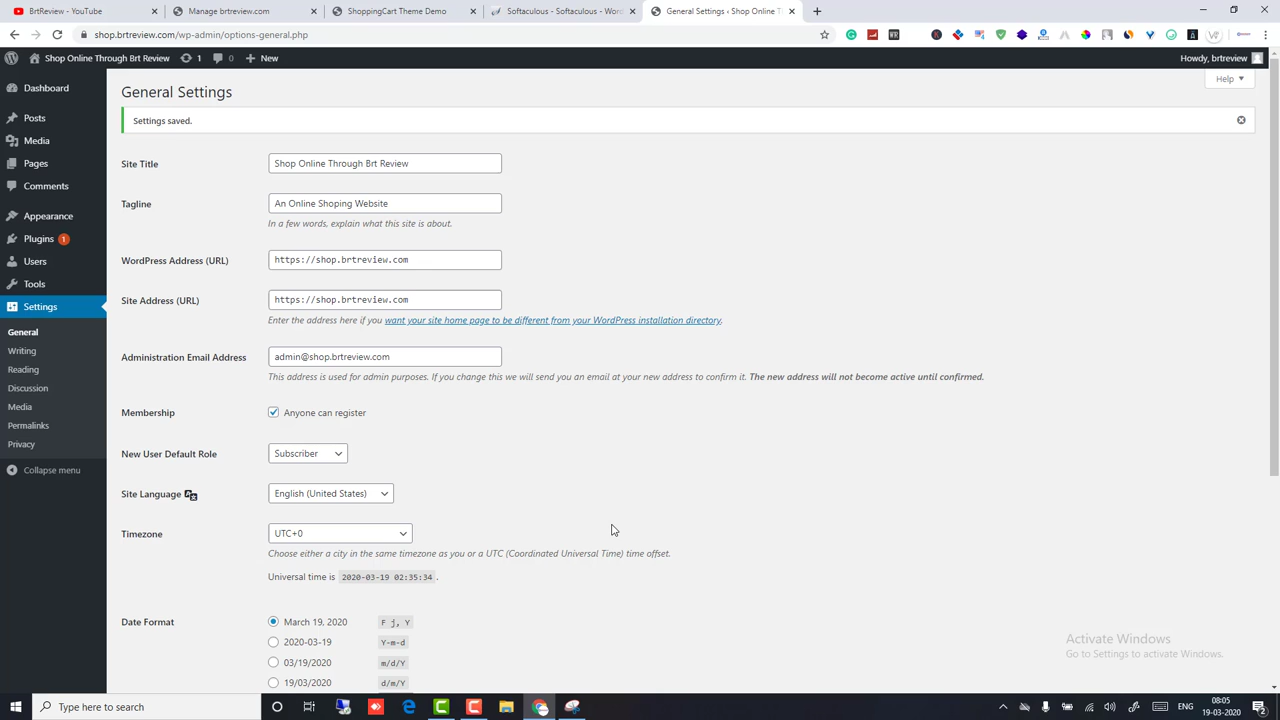 BrtReview - YouTube
Manage brtreview.com
ShoppingCart Theme Demo
Softaculous - Softaculous - Wor
General Settings ‹ Shop Online T
shop.brtreview.com/wp-admin/options-general.php
Shop Online Through Brt Review
1
0
New
Howdy, brtreview
Dashboard
Posts
Media
Pages
Comments
Appearance
Plugins 1
Users
Tools
Settings
General
Writing
Reading
Discussion
Media
Permalinks
Privacy
Collapse menu
Help
General Settings
Settings saved.
Site Title
Shop Online Through Brt Review
Tagline
An Online Shoping Website
In a few words, explain what this site is about.
WordPress Address (URL)
https://shop.brtreview.com
Site Address (URL)
https://shop.brtreview.com
Enter the address here if you want your site home page to be different from your WordPress installation directory.
Administration Email Address
admin@shop.brtreview.com
This address is used for admin purposes. If you change this we will send you an email at your new address to confirm it. The new address will not become active until confirmed.
Membership
Anyone can register
New User Default Role
Subscriber
Site Language
English (United States)
Timezone
UTC+0
Choose either a city in the same timezone as you or a UTC (Coordinated Universal Time) time offset.
Universal time is 2020-03-19 02:35:34 .
Date Format
March 19, 2020 F j, Y
2020-03-19 Y-m-d
03/19/2020 m/d/Y
19/03/2020 d/m/Y
Activate Windows
Go to Settings to activate Windows.
Type here to search
08:05
19-03-2020
2